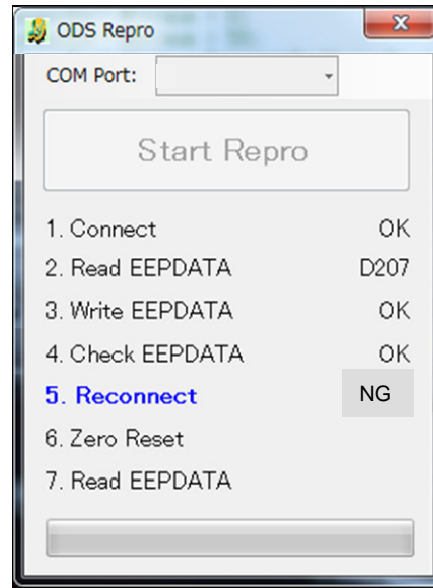 ODS Repro
COM Port:
Start Repro
1. Connect OK
2. Read EEPDATA D207
3. Write EEPDATA OK
4. Check EEPDATA OK
5. Reconnect NG
6. Zero Reset
7. Read EEPDATA